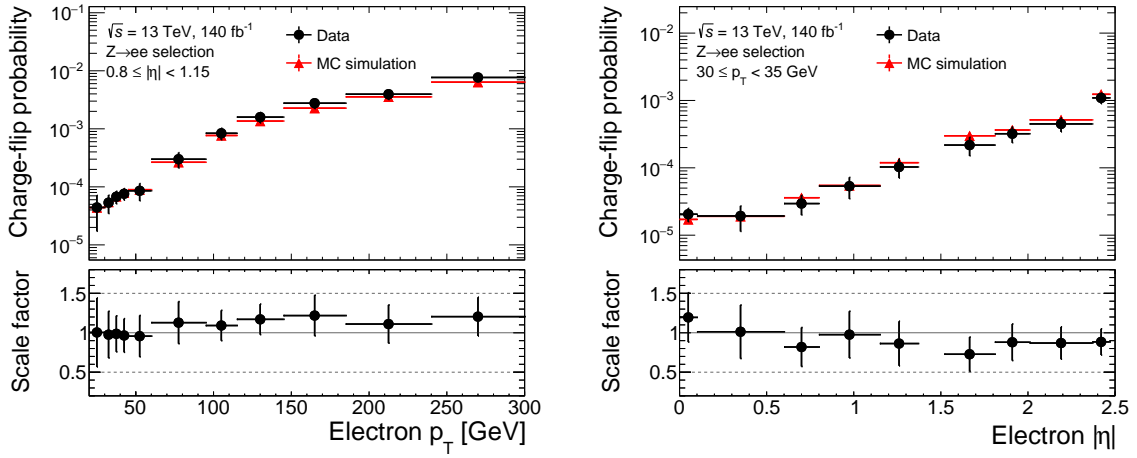 Charge-flip probability
√s = 13 TeV, 140 fb⁻¹
Z→ee selection
0.8 ≤ |η| < 1.15
Data
MC simulation
10⁻¹
10⁻²
10⁻³
10⁻⁴
10⁻⁵
Scale factor
1.5
1
0.5
50 100 150 200 250 300
Electron p_T [GeV]
Charge-flip probability
√s = 13 TeV, 140 fb⁻¹
Z→ee selection
30 ≤ p_T < 35 GeV
Data
MC simulation
10⁻¹
10⁻²
10⁻³
10⁻⁴
10⁻⁵
Scale factor
1.5
1
0.5
0 0.5 1 1.5 2 2.5
Electron |η|